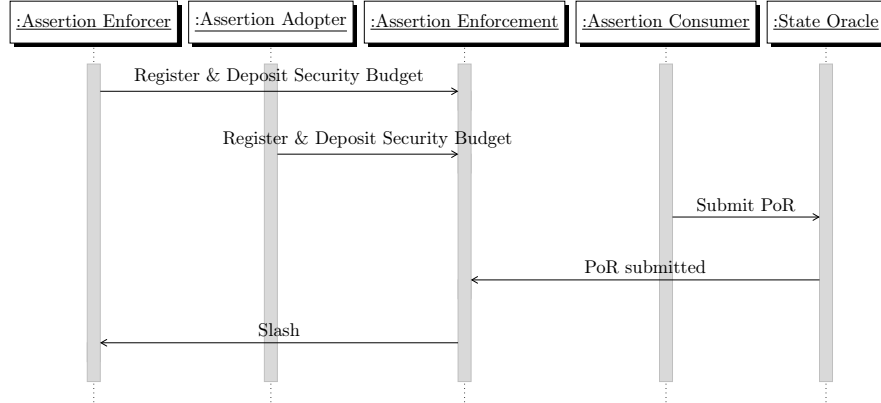 :Assertion Enforcer
:Assertion Adopter
:Assertion Enforcement
:Assertion Consumer
:State Oracle
Register & Deposit Security Budget
Register & Deposit Security Budget
Submit PoR
PoR submitted
Slash